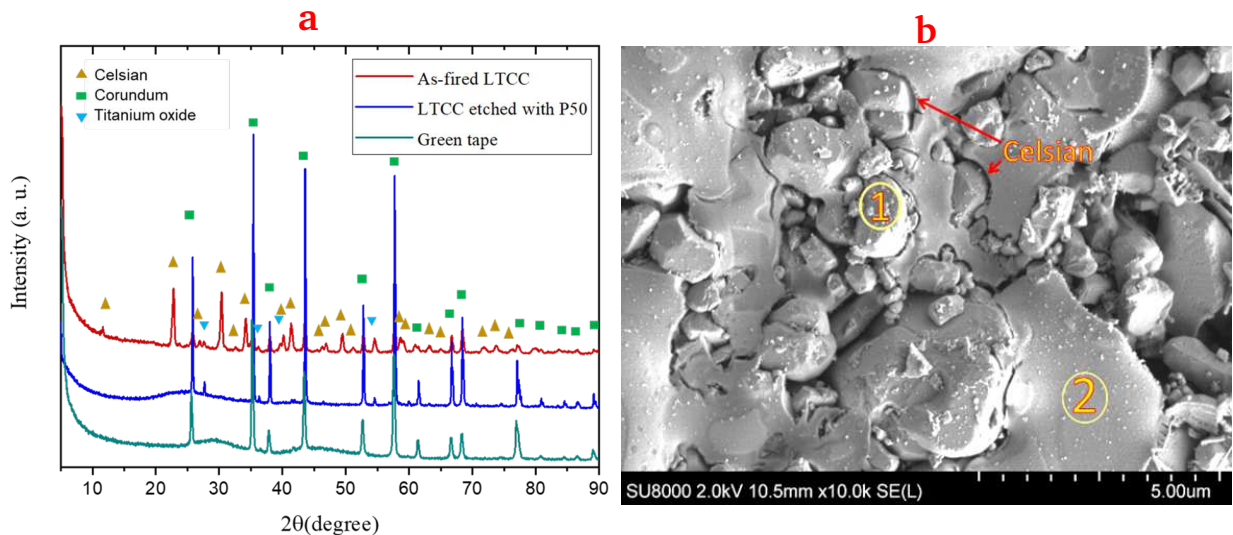 a
Celsian
Corundum
Titanium oxide
As-fired LTCC
LTCC etched with P50
Green tape
Intensity (a. u.)
10 20 30 40 50 60 70 80 90
2θ(degree)
b
Celsian
1
2
SU8000 2.0kV 10.5mm x10.0k SE(L)
5.00um